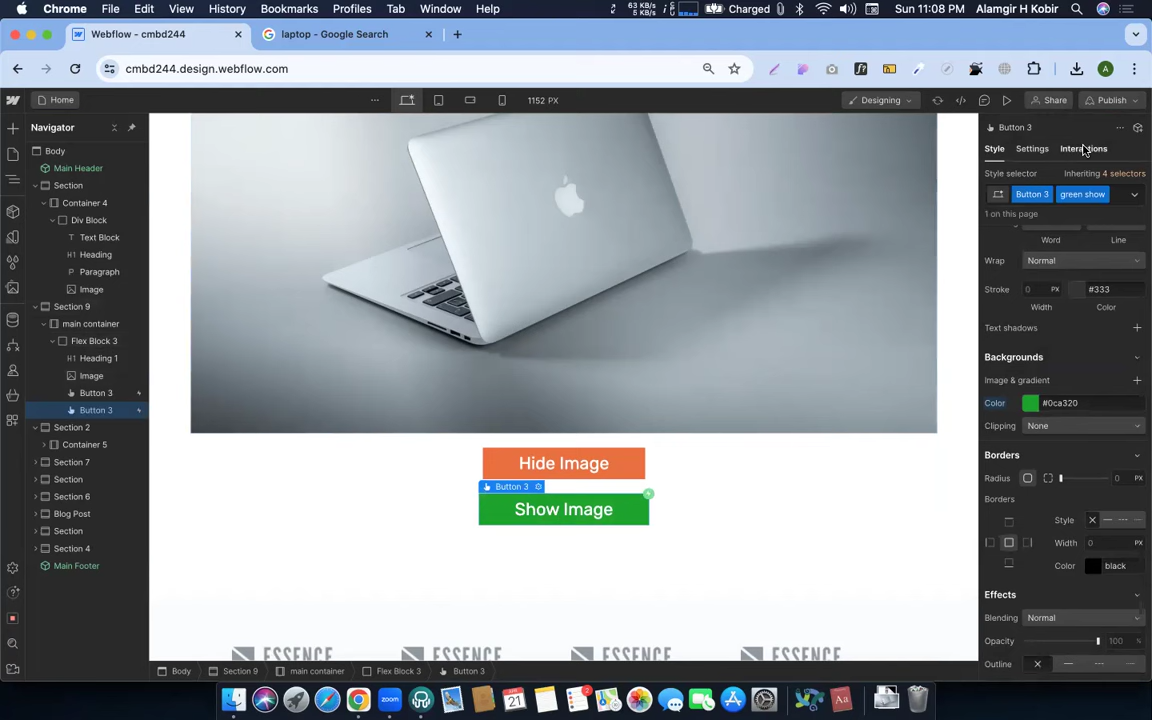 Chrome File Edit View History Bookmarks Profiles Tab Window Help 63 KB 5 KB Charged Sun 11:08 PM Alamgir H Kobir
Webflow - cmbd244 laptop - Google Search
cmbd244.design.webflow.com A
Home 1152 PX Designing Share Publish
Navigator
Body
Main Header
Section
Container 4
Div Block
T Text Block
H1 Heading
P Paragraph
Image
Section 9
main container
Flex Block 3
H1 Heading 1
Image
Button 3
Button 3
Section 2
Container 5
Section 7
Section
Section 6
Blog Post
Section
Section 4
Main Footer
Hide Image
Button 3
Show Image
ESSENCE ESSENCE ESSENCE ESSENCE
Body Section 9 main container Flex Block 3 Button 3
Button 3
Style Settings Interactions
Style selector Inheriting 4 selectors
Button 3 green show
1 on this page
Word Line
Wrap Normal
Stroke 0 PX #333
Width Color
Text shadows
Backgrounds
Image & gradient
Color #0ca320
Clipping None
Borders
Radius 0 PX
Borders
Style
Width 0 PX
Color black
Effects
Blending Normal
Opacity 100 %
Outline
zoom APR 21 2 Aa